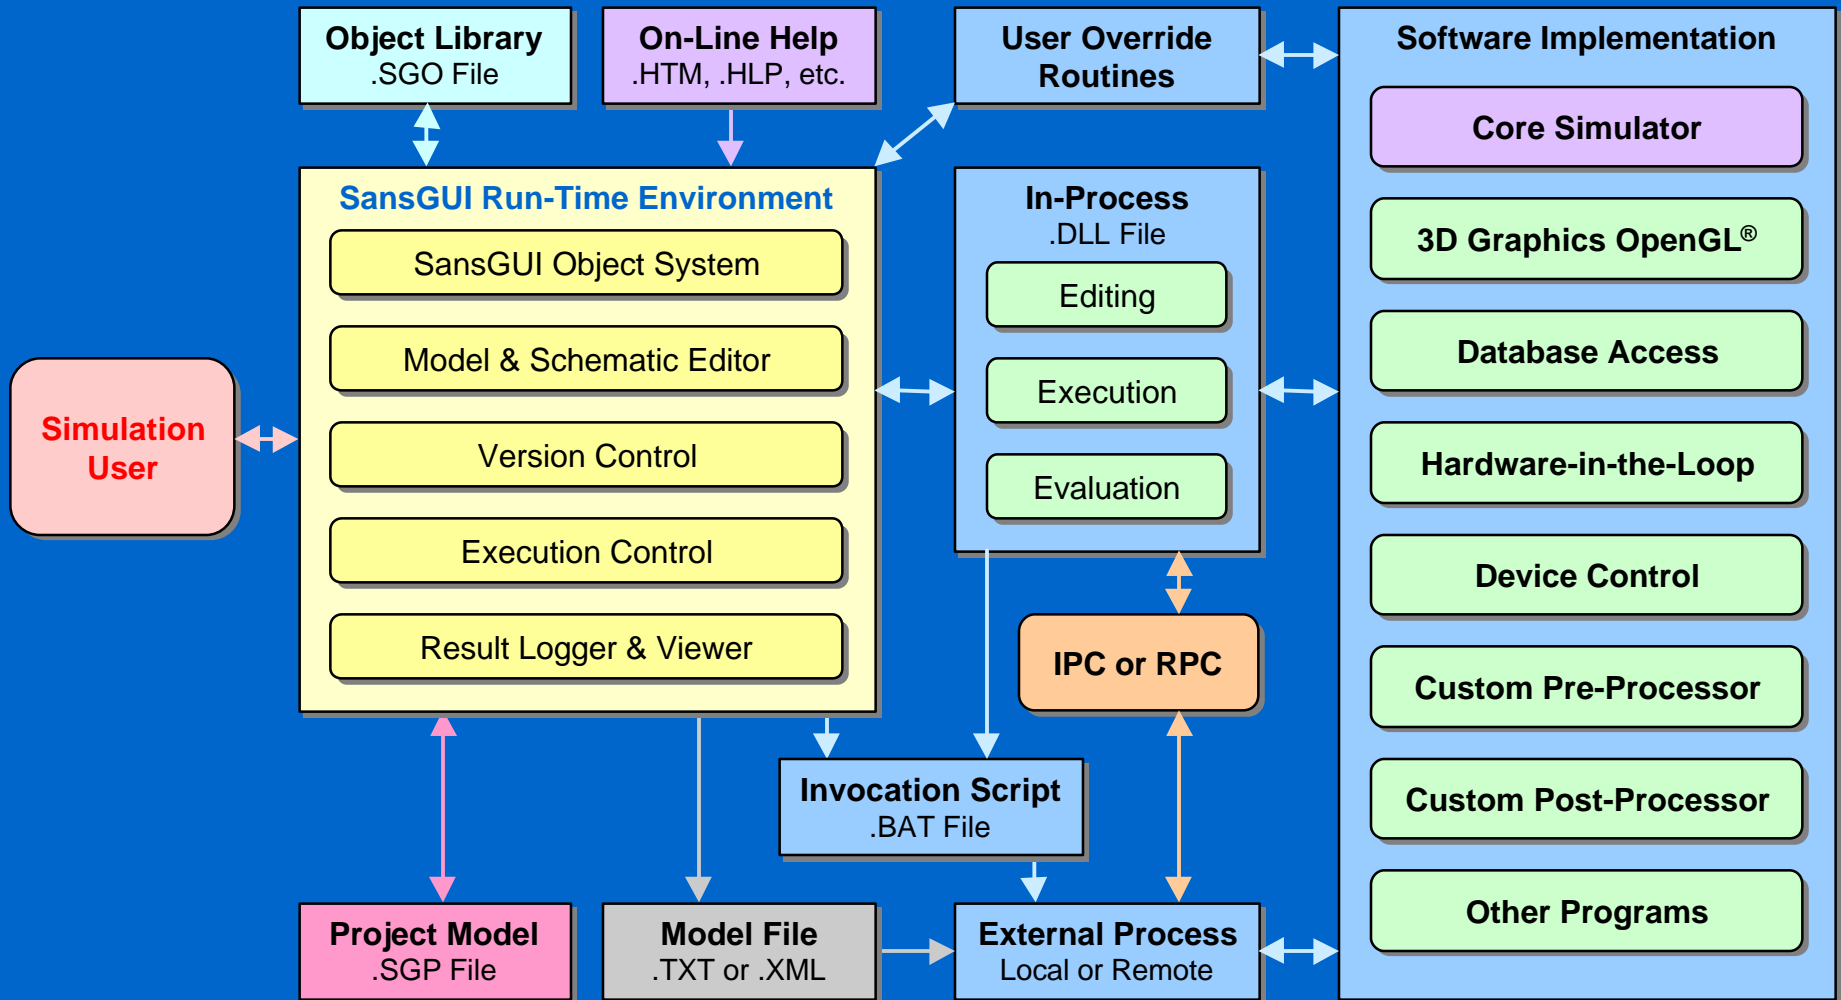 Object Library
.SGO File
On-Line Help
.HTM, .HLP, etc.
User Override
Routines
Software Implementation
Core Simulator
3D Graphics OpenGL®
Database Access
Hardware-in-the-Loop
Device Control
Custom Pre-Processor
Custom Post-Processor
Other Programs
SansGUI Run-Time Environment
SansGUI Object System
Model & Schematic Editor
Version Control
Execution Control
Result Logger & Viewer
In-Process
.DLL File
Editing
Execution
Evaluation
Simulation
User
IPC or RPC
Invocation Script
.BAT File
Project Model
.SGP File
Model File
.TXT or .XML
External Process
Local or Remote